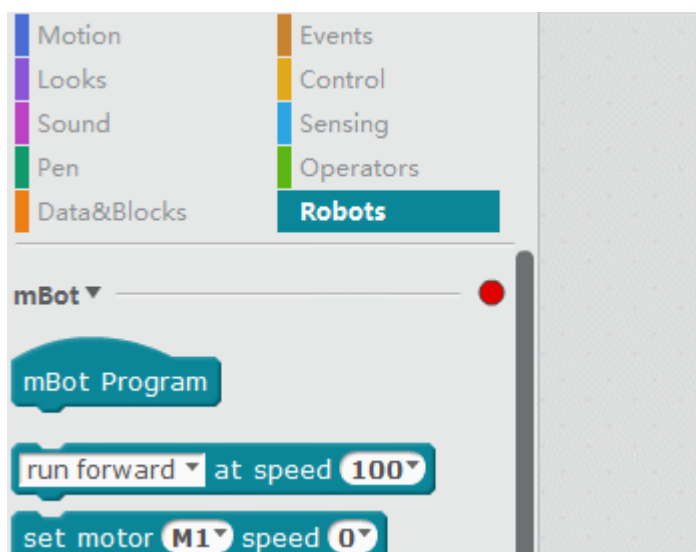 Motion Events
Looks Control
Sound Sensing
Pen Operators
Data&Blocks Robots
mBot
mBot Program
run forward at speed 100
set motor M1 speed 0